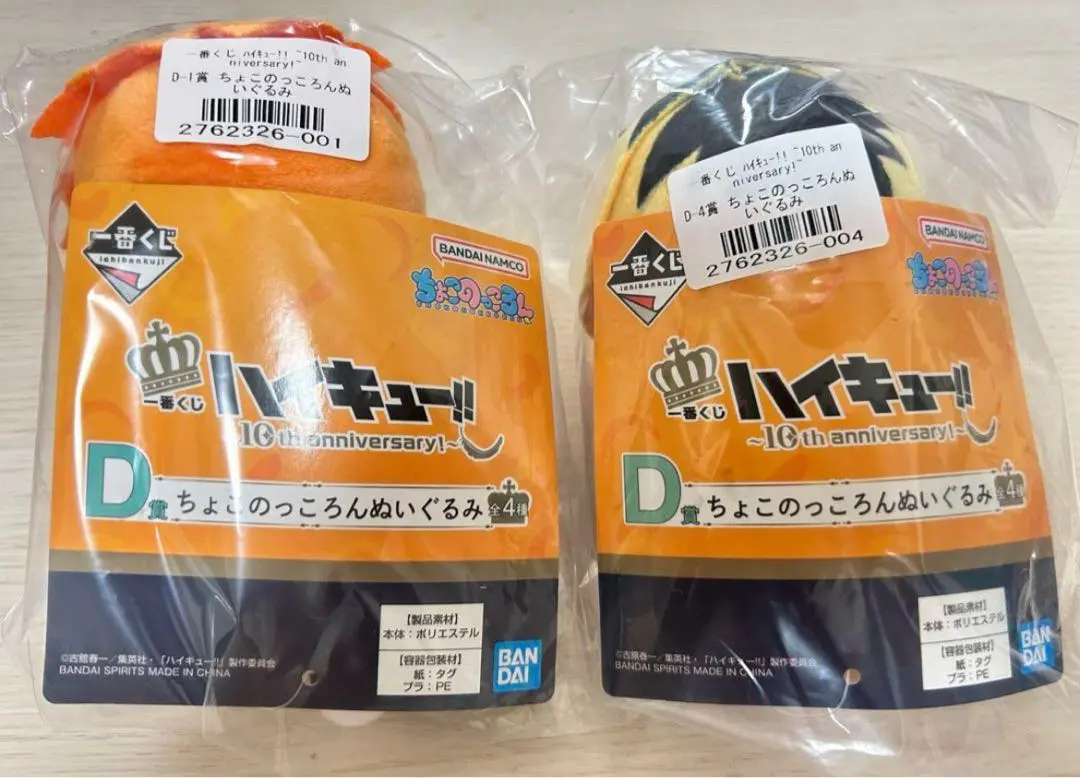 一番くじ ハイキュー!! ~10th an
niversary!~
D-1賞 ちょこのっころんぬ
いぐるみ
2762326-001
一番くじ
ichibankuji
BANDAI NAMCO
ちょこのっころん
一番くじ
ハイキュー!!
~10th anniversary!~
D賞 ちょこのっころんぬいぐるみ 全4種
【製品素材】
本体：ポリエステル
【容器包装材】
紙：タグ
プラ：PE
©古舘春一／集英社・「ハイキュー!!」製作委員会
BANDAI SPIRITS MADE IN CHINA
BAN
DAI
一番くじ ハイキュー!! ~10th an
niversary!~
D-4賞 ちょこのっころんぬ
いぐるみ
2762326-004
一番くじ
ichibankuji
BANDAI NAMCO
ちょこのっころん
一番くじ
ハイキュー!!
~10th anniversary!~
D賞 ちょこのっころんぬいぐるみ 全4種
【製品素材】
本体：ポリエステル
【容器包装材】
紙：タグ
プラ：PE
©古舘春一／集英社・「ハイキュー!!」製作委員会
BANDAI SPIRITS MADE IN CHINA
BAN
DAI